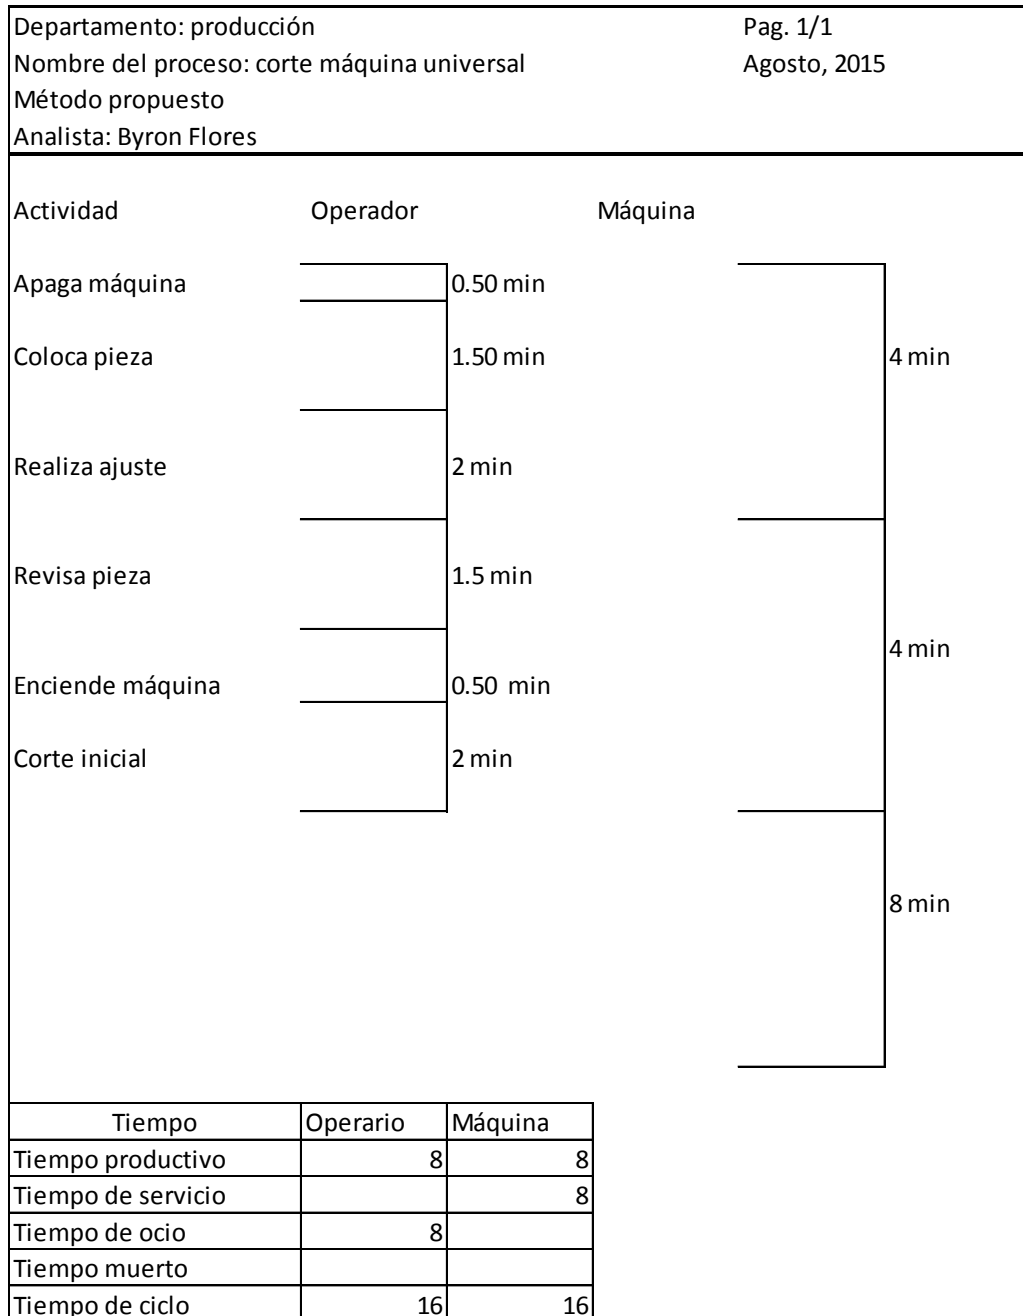 Departamento: producción Pag. 1/1
Nombre del proceso: corte máquina universal Agosto, 2015
Método propuesto
Analista: Byron Flores
Actividad Operador Máquina
Apaga máquina 0.50 min
Coloca pieza 1.50 min 4 min
Realiza ajuste 2 min
Revisa pieza 1.5 min
4 min
Enciende máquina 0.50 min
Corte inicial 2 min
8 min
Tiempo Operario Máquina
Tiempo productivo 8 8
Tiempo de servicio 8
Tiempo de ocio 8
Tiempo muerto
Tiempo de ciclo 16 16